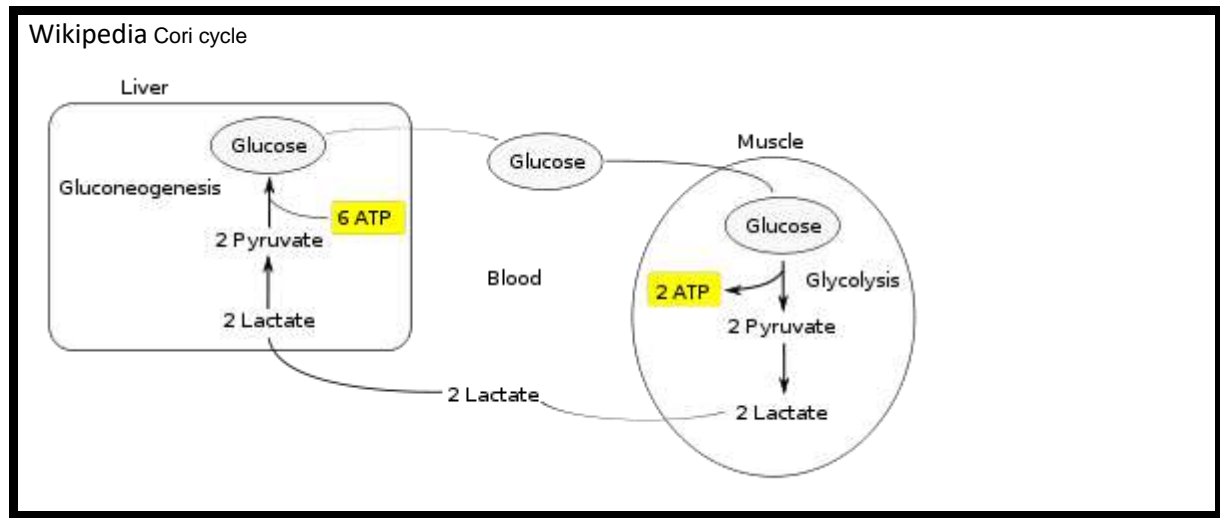 Wikipedia Cori cycle
Liver
Glucose
Glucose
Muscle
Gluconeogenesis
6 ATP
Glucose
2 Pyruvate
Blood
2 ATP
Glycolysis
2 Lactate
2 Pyruvate
2 Lactate
2 Lactate